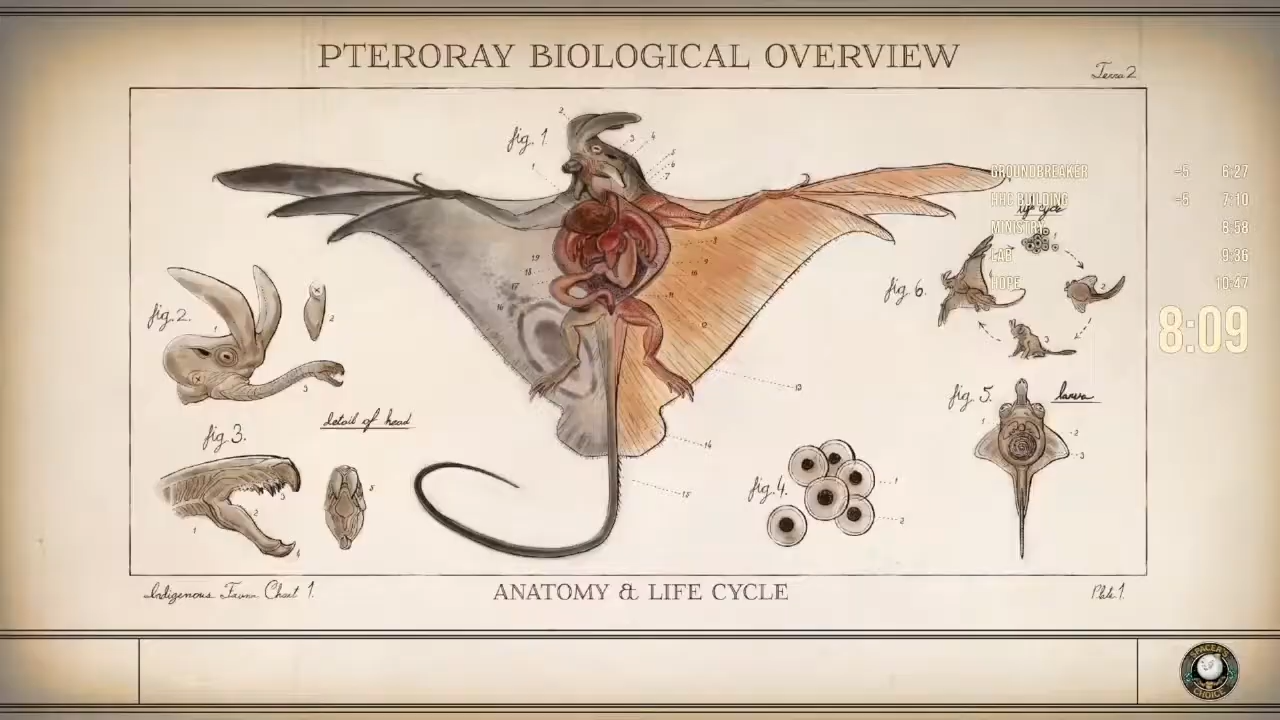 PTERORAY BIOLOGICAL OVERVIEW
Terra 2
fig. 1.
GROUNDBREAKER -5 6:27
HHC BUILDING -5 7:10
life cycle
MINISTRY 8:58
LAB 9:36
HOPE 10:47
8:09
fig. 6.
fig. 2.
detail of head
fig. 3.
fig. 5. larva
fig. 4.
Indigenous Fauna Chart 1.
ANATOMY & LIFE CYCLE
Plate 1.
SPACER'S
CHOICE